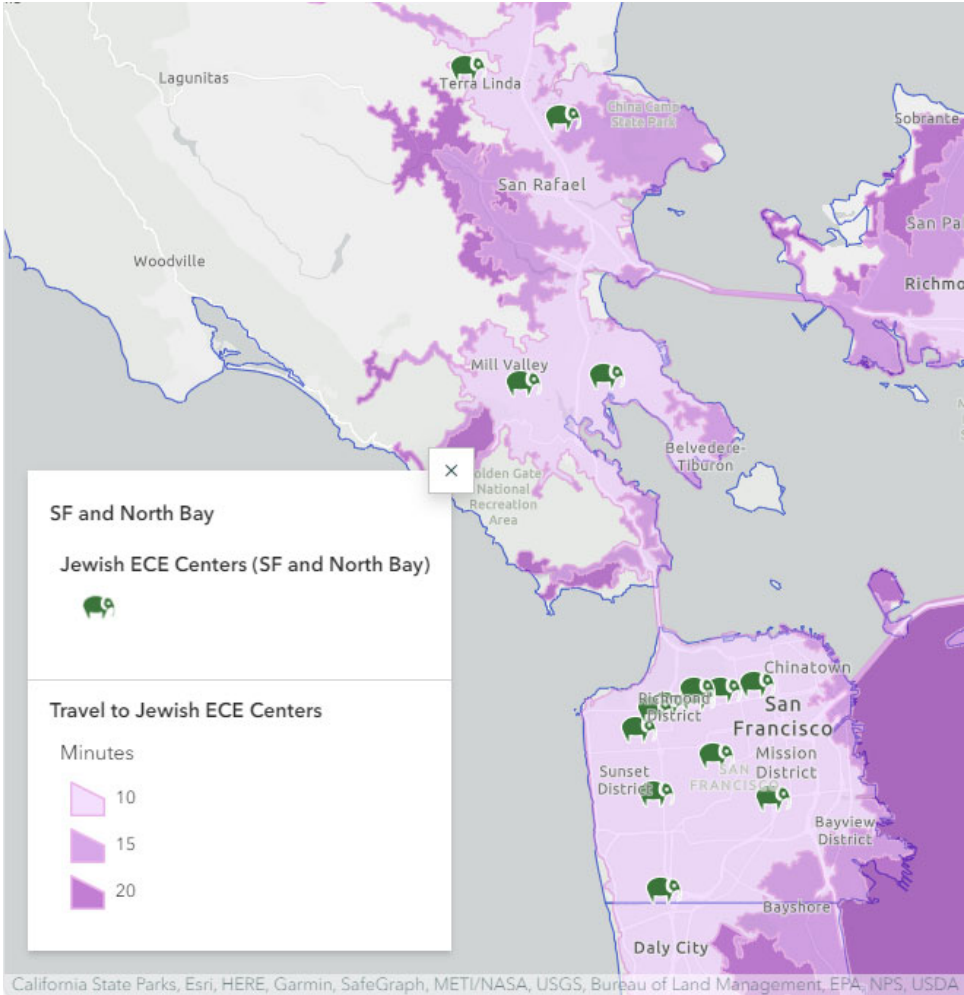 Lagunitas
Terra Linda
China Camp
State Park
Sobrante
San Rafael
San Pa
Woodville
Richmo
Mill Valley
Belvedere-
Tiburon
olden Gate
National
Recreation
Area
SF and North Bay
Jewish ECE Centers (SF and North Bay)
Travel to Jewish ECE Centers
Minutes
10
15
20
Chinatown
Richmond
District
San
Francisco
Mission
District
Sunset
District
SAN
FRANCISCO
Bayview
District
Bayshore
Daly City
California State Parks, Esri, HERE, Garmin, SafeGraph, METI/NASA, USGS, Bureau of Land Management, EPA, NPS, USDA